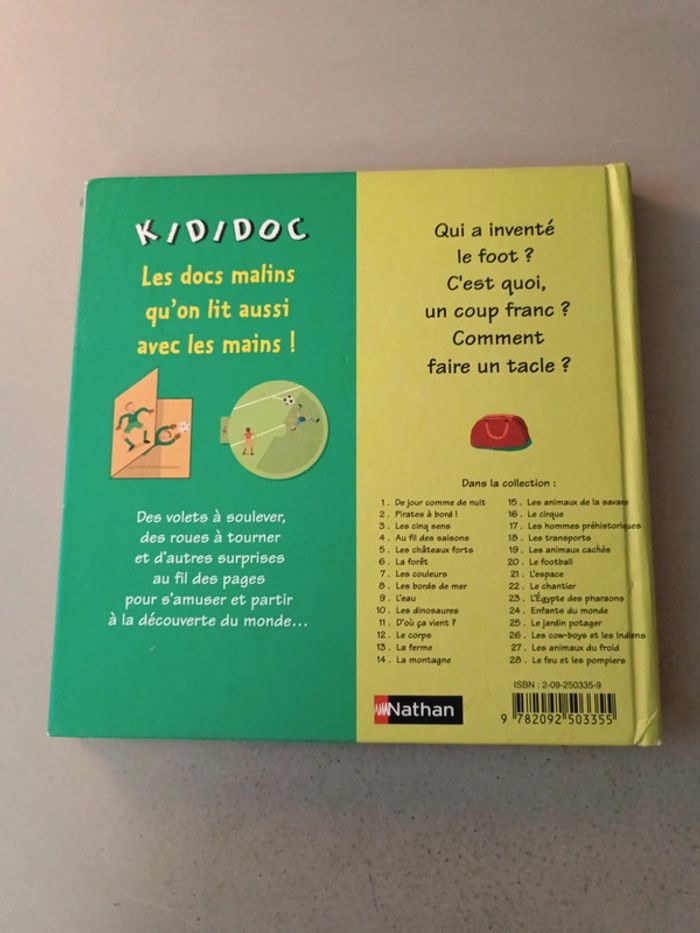 KIDIDOC
Les docs malins
qu'on lit aussi
avec les mains !
Des volets à soulever,
des roues à tourner
et d'autres surprises
au fil des pages
pour s'amuser et partir
à la découverte du monde...
Qui a inventé
le foot ?
C'est quoi,
un coup franc ?
Comment
faire un tacle ?
Dans la collection :
1. De jour comme de nuit
2. Pirates à bord !
3. Les cinq sens
4. Au fil des saisons
5. Les châteaux forts
6. La forêt
7. Les couleurs
8. Les bords de mer
9. L'eau
10. Les dinosaures
11. D'où ça vient ?
12. Le corps
13. La ferme
14. La montagne
15. Les animaux de la savane
16. Le cirque
17. Les hommes préhistoriques
18. Les transports
19. Les animaux cachés
20. Le football
21. L'espace
22. Le chantier
23. L'Égypte des pharaons
24. Enfants du monde
25. Le jardin potager
26. Les cow-boys et les Indiens
27. Les animaux du froid
28. Le feu et les pompiers
Nathan
ISBN : 2-09-250335-9
9 782092 503355